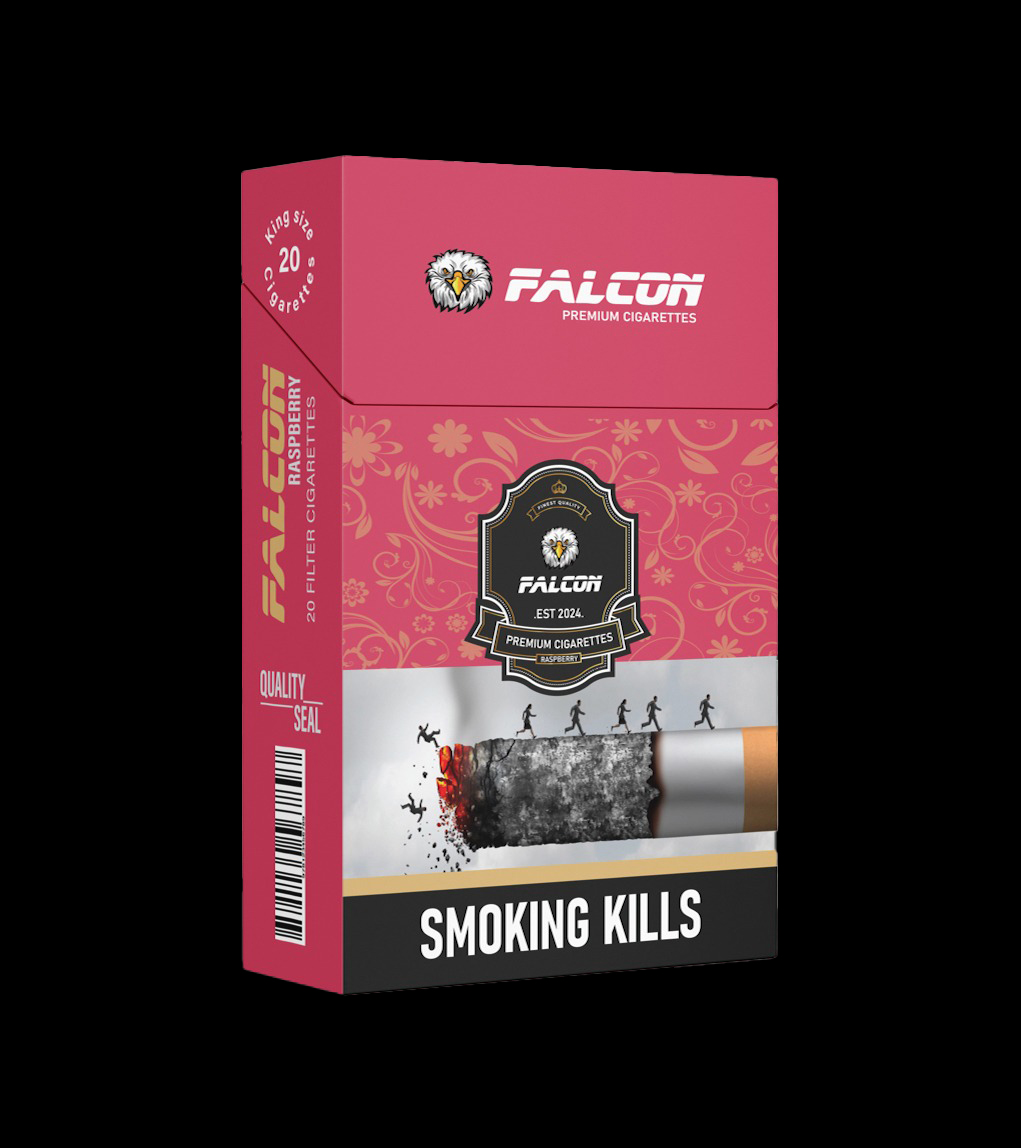 King size
20
Cigarettes
FALCON
RASPBERRY
20 FILTER CIGARETTES
QUALITY
SEAL
FALCON
PREMIUM CIGARETTES
FINEST QUALITY
FALCON
.EST 2024.
PREMIUM CIGARETTES
RASPBERRY
SMOKING KILLS